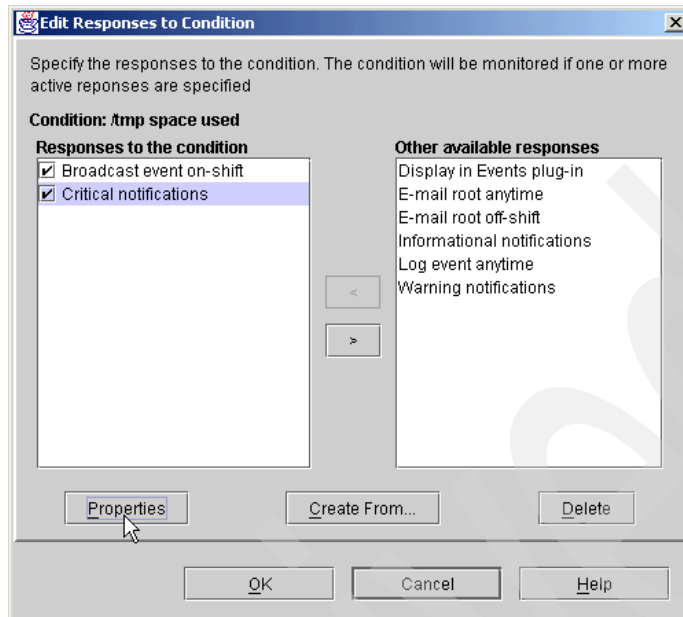 Edit Responses to Condition
Specify the responses to the condition. The condition will be monitored if one or more
active reponses are specified
Condition: /tmp space used
Responses to the condition
Other available responses
Broadcast event on-shift
Critical notifications
Display in Events plug-in
E-mail root anytime
E-mail root off-shift
Informational notifications
Log event anytime
Warning notifications
<
>
Properties
Create From...
Delete
OK
Cancel
Help